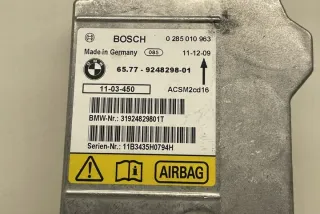 BOSCH 0 285 010 963
Made in Germany 085 11-12-09
65.77 - 9248298-01
11-03-450 ACSM2cd16
BMW-Nr.: 31924829801T
Serien-Nr.: 11B3435H0794H
AIRBAG